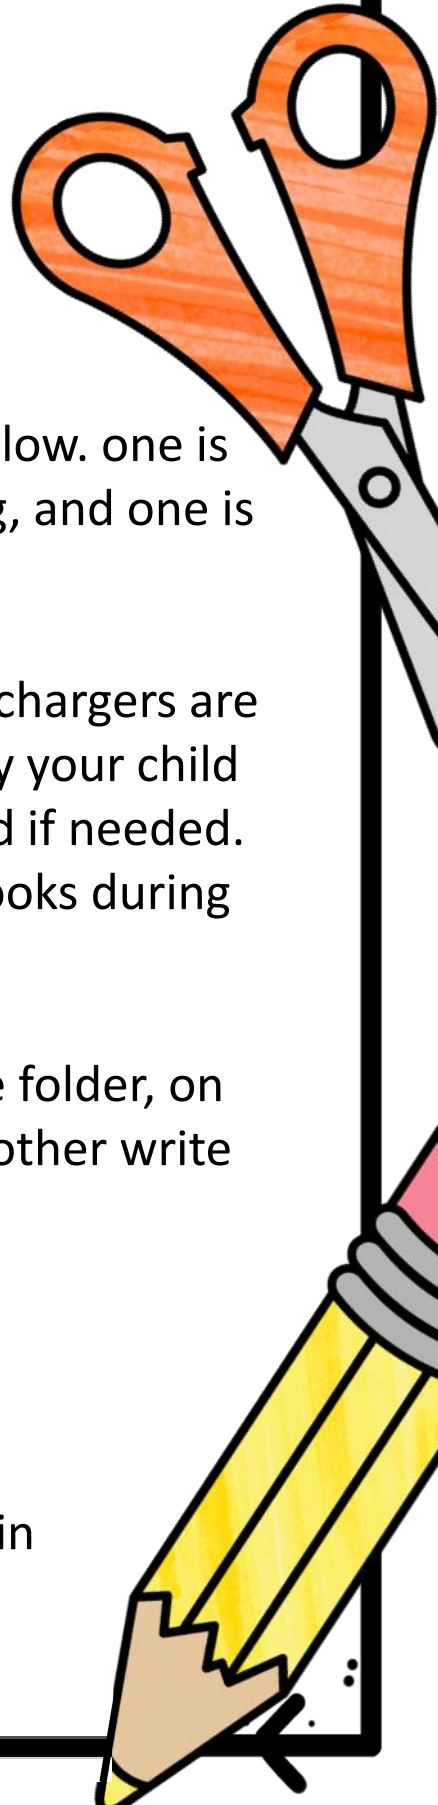 low. one is
, and one is
chargers are
your child
if needed.
ooks during
folder, on
other write
in